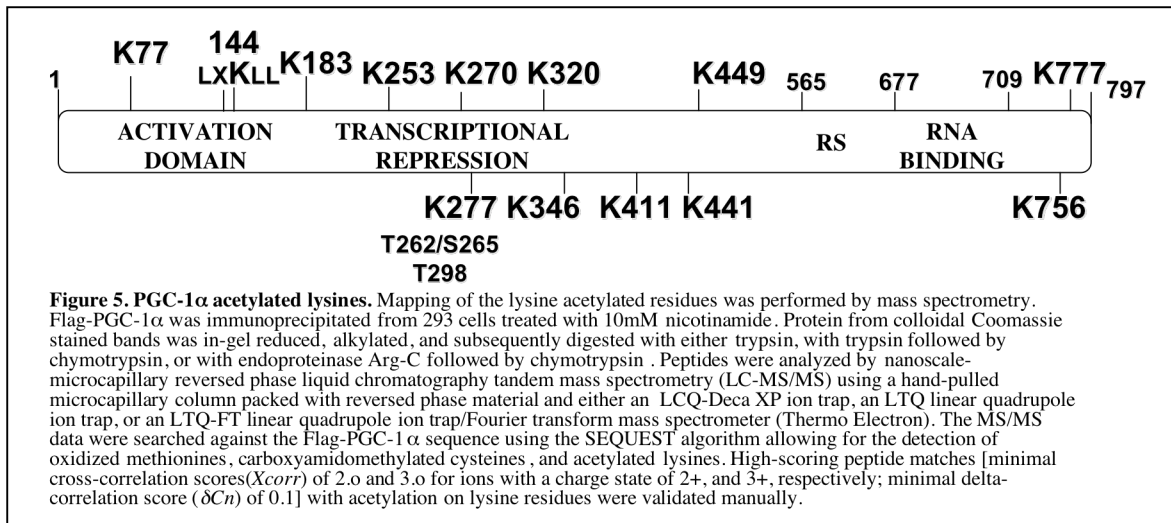 144
K77 LXKLL K183 K253 K270 K320 K449 565 677 709 K777 797
1
ACTIVATION DOMAIN
TRANSCRIPTIONAL REPRESSION
RS
RNA BINDING
K277 K346 K411 K441 K756
T262/S265
T298
Figure 5. PGC-1α acetylated lysines. Mapping of the lysine acetylated residues was performed by mass spectrometry.
Flag-PGC-1α was immunoprecipitated from 293 cells treated with 10mM nicotinamide. Protein from colloidal Coomassie
stained bands was in-gel reduced, alkylated, and subsequently digested with either trypsin, with trypsin followed by
chymotrypsin, or with endoproteinase Arg-C followed by chymotrypsin . Peptides were analyzed by nanoscale-
microcapillary reversed phase liquid chromatography tandem mass spectrometry (LC-MS/MS) using a hand-pulled
microcapillary column packed with reversed phase material and either an LCQ-Deca XP ion trap, an LTQ linear quadrupole
ion trap, or an LTQ-FT linear quadrupole ion trap/Fourier transform mass spectrometer (Thermo Electron). The MS/MS
data were searched against the Flag-PGC-1α sequence using the SEQUEST algorithm allowing for the detection of
oxidized methionines, carboxyamidomethylated cysteines , and acetylated lysines. High-scoring peptide matches [minimal
cross-correlation scores(Xcorr) of 2.o and 3.o for ions with a charge state of 2+, and 3+, respectively; minimal delta-
correlation score (δCn) of 0.1] with acetylation on lysine residues were validated manually.